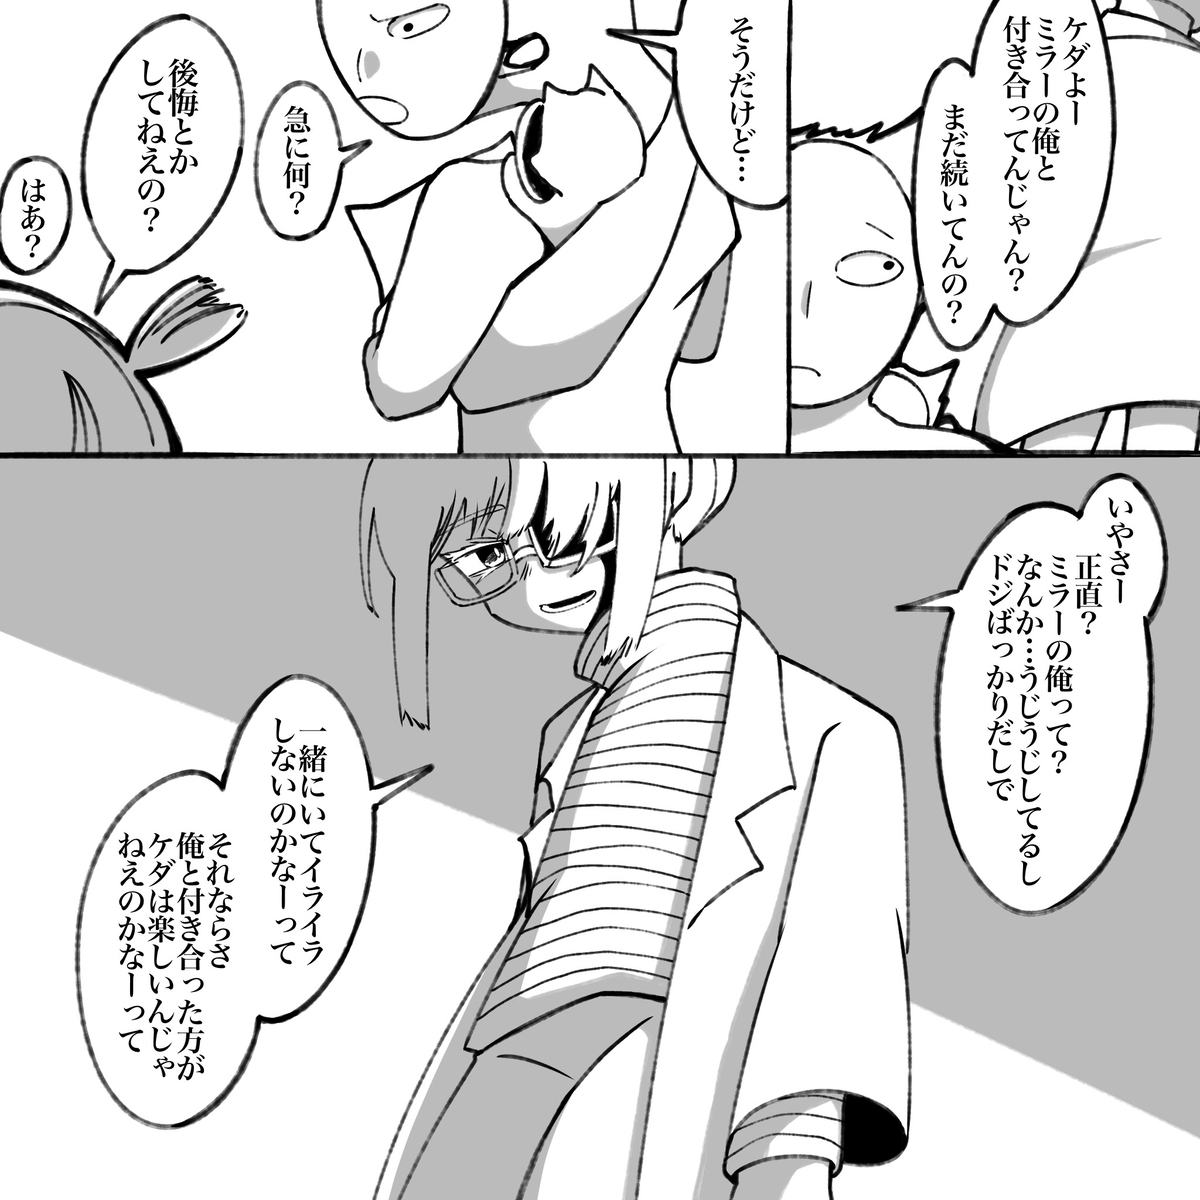 ケダよー
ミラーの俺と
付き合ってんじゃん?
まだ続いてんの?
そうだけど…
急に何?
後悔とか
してねえの?
はあ?
いやさー
正直?
ミラーの俺って?
なんか…うじうじしてるし
ドジばっかりだしで
一緒にいてイライラ
しないのかなーって
それならさ
俺と付き合った方が
ケダは楽しいんじゃ
ねえのかなーって